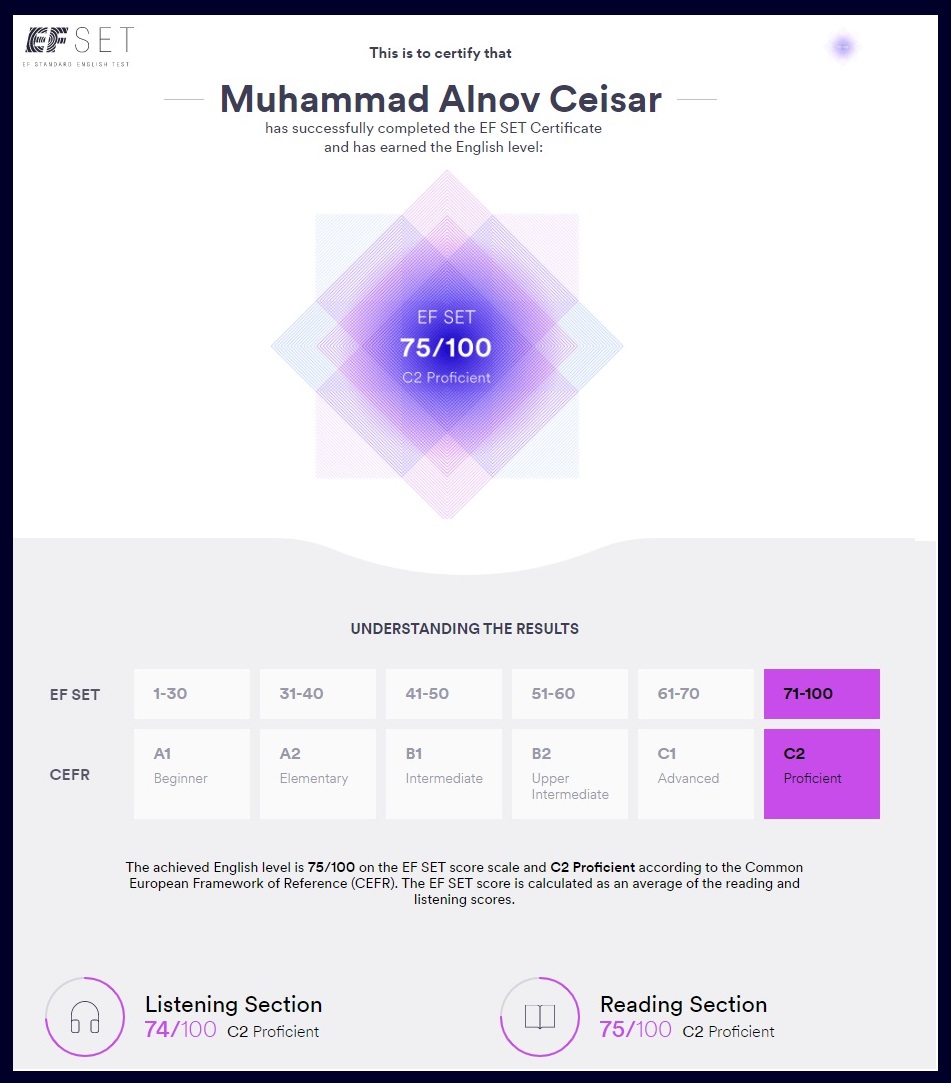 EF SET
EF STANDARD ENGLISH TEST
This is to certify that
Muhammad Alnov Ceisar
has successfully completed the EF SET Certificate
and has earned the English level:
EF SET
75/100
C2 Proficient
UNDERSTANDING THE RESULTS
EF SET 1-30 31-40 41-50 51-60 61-70 71-100
CEFR
A1 A2 B1 B2 C1 C2
Beginner Elementary Intermediate Upper Advanced Proficient
Intermediate
The achieved English level is 75/100 on the EF SET score scale and C2 Proficient according to the Common
European Framework of Reference (CEFR). The EF SET score is calculated as an average of the reading and
listening scores.
Listening Section
74/100 C2 Proficient
Reading Section
75/100 C2 Proficient